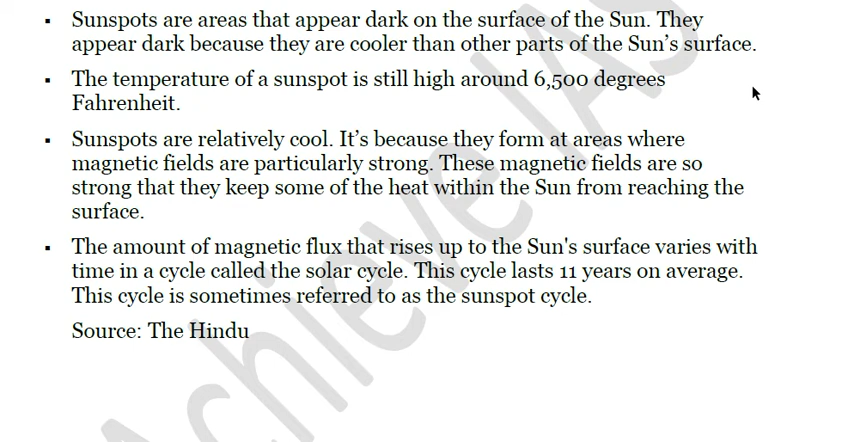 ▪ Sunspots are areas that appear dark on the surface of the Sun. They
appear dark because they are cooler than other parts of the Sun’s surface.
▪ The temperature of a sunspot is still high around 6,500 degrees
Fahrenheit.
▪ Sunspots are relatively cool. It’s because they form at areas where
magnetic fields are particularly strong. These magnetic fields are so
strong that they keep some of the heat within the Sun from reaching the
surface.
▪ The amount of magnetic flux that rises up to the Sun's surface varies with
time in a cycle called the solar cycle. This cycle lasts 11 years on average.
This cycle is sometimes referred to as the sunspot cycle.
Source: The Hindu
Achieve IAS